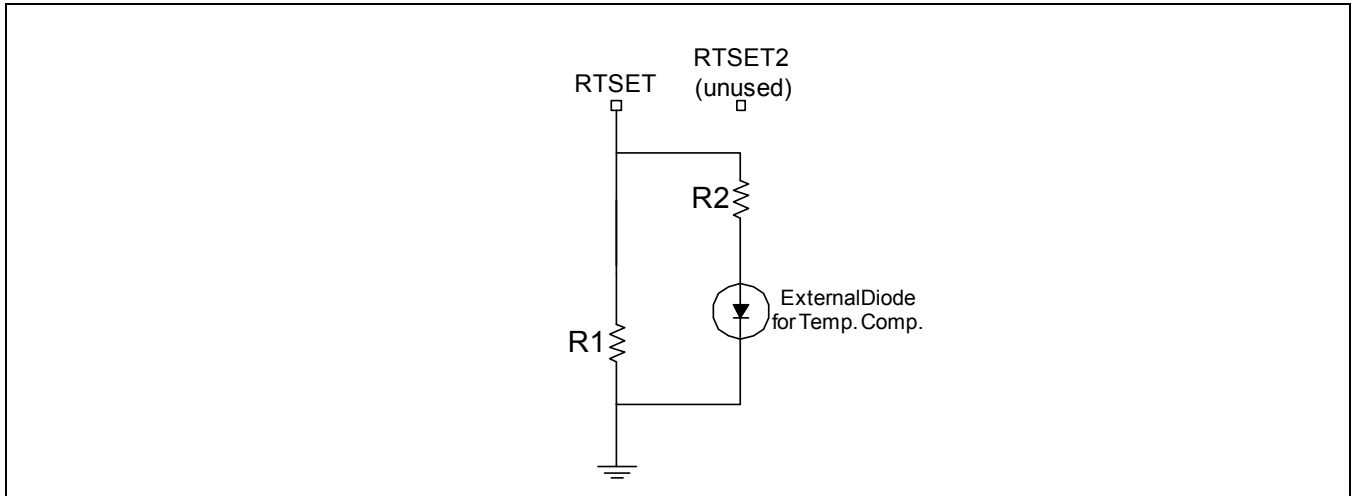 RTSET
RTSET2
(unused)
R2
R1
ExternalDiode
for Temp. Comp.